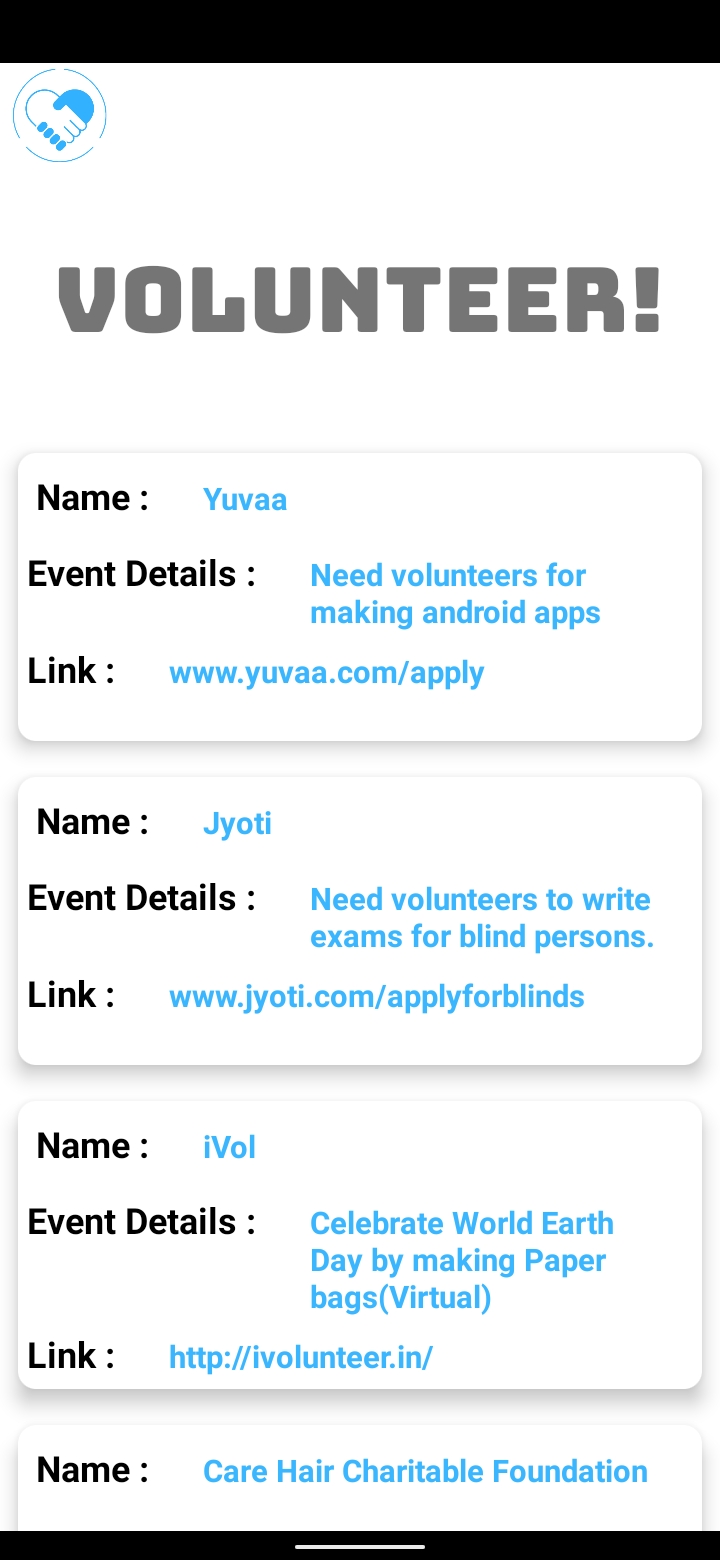 VOLUNTEER!
Name : Yuvaa
Event Details : Need volunteers for
making android apps
Link : www.yuvaa.com/apply
Name : Jyoti
Event Details : Need volunteers to write
exams for blind persons.
Link : www.jyoti.com/applyforblinds
Name : iVol
Event Details : Celebrate World Earth
Day by making Paper
bags(Virtual)
Link : http://ivolunteer.in/
Name : Care Hair Charitable Foundation